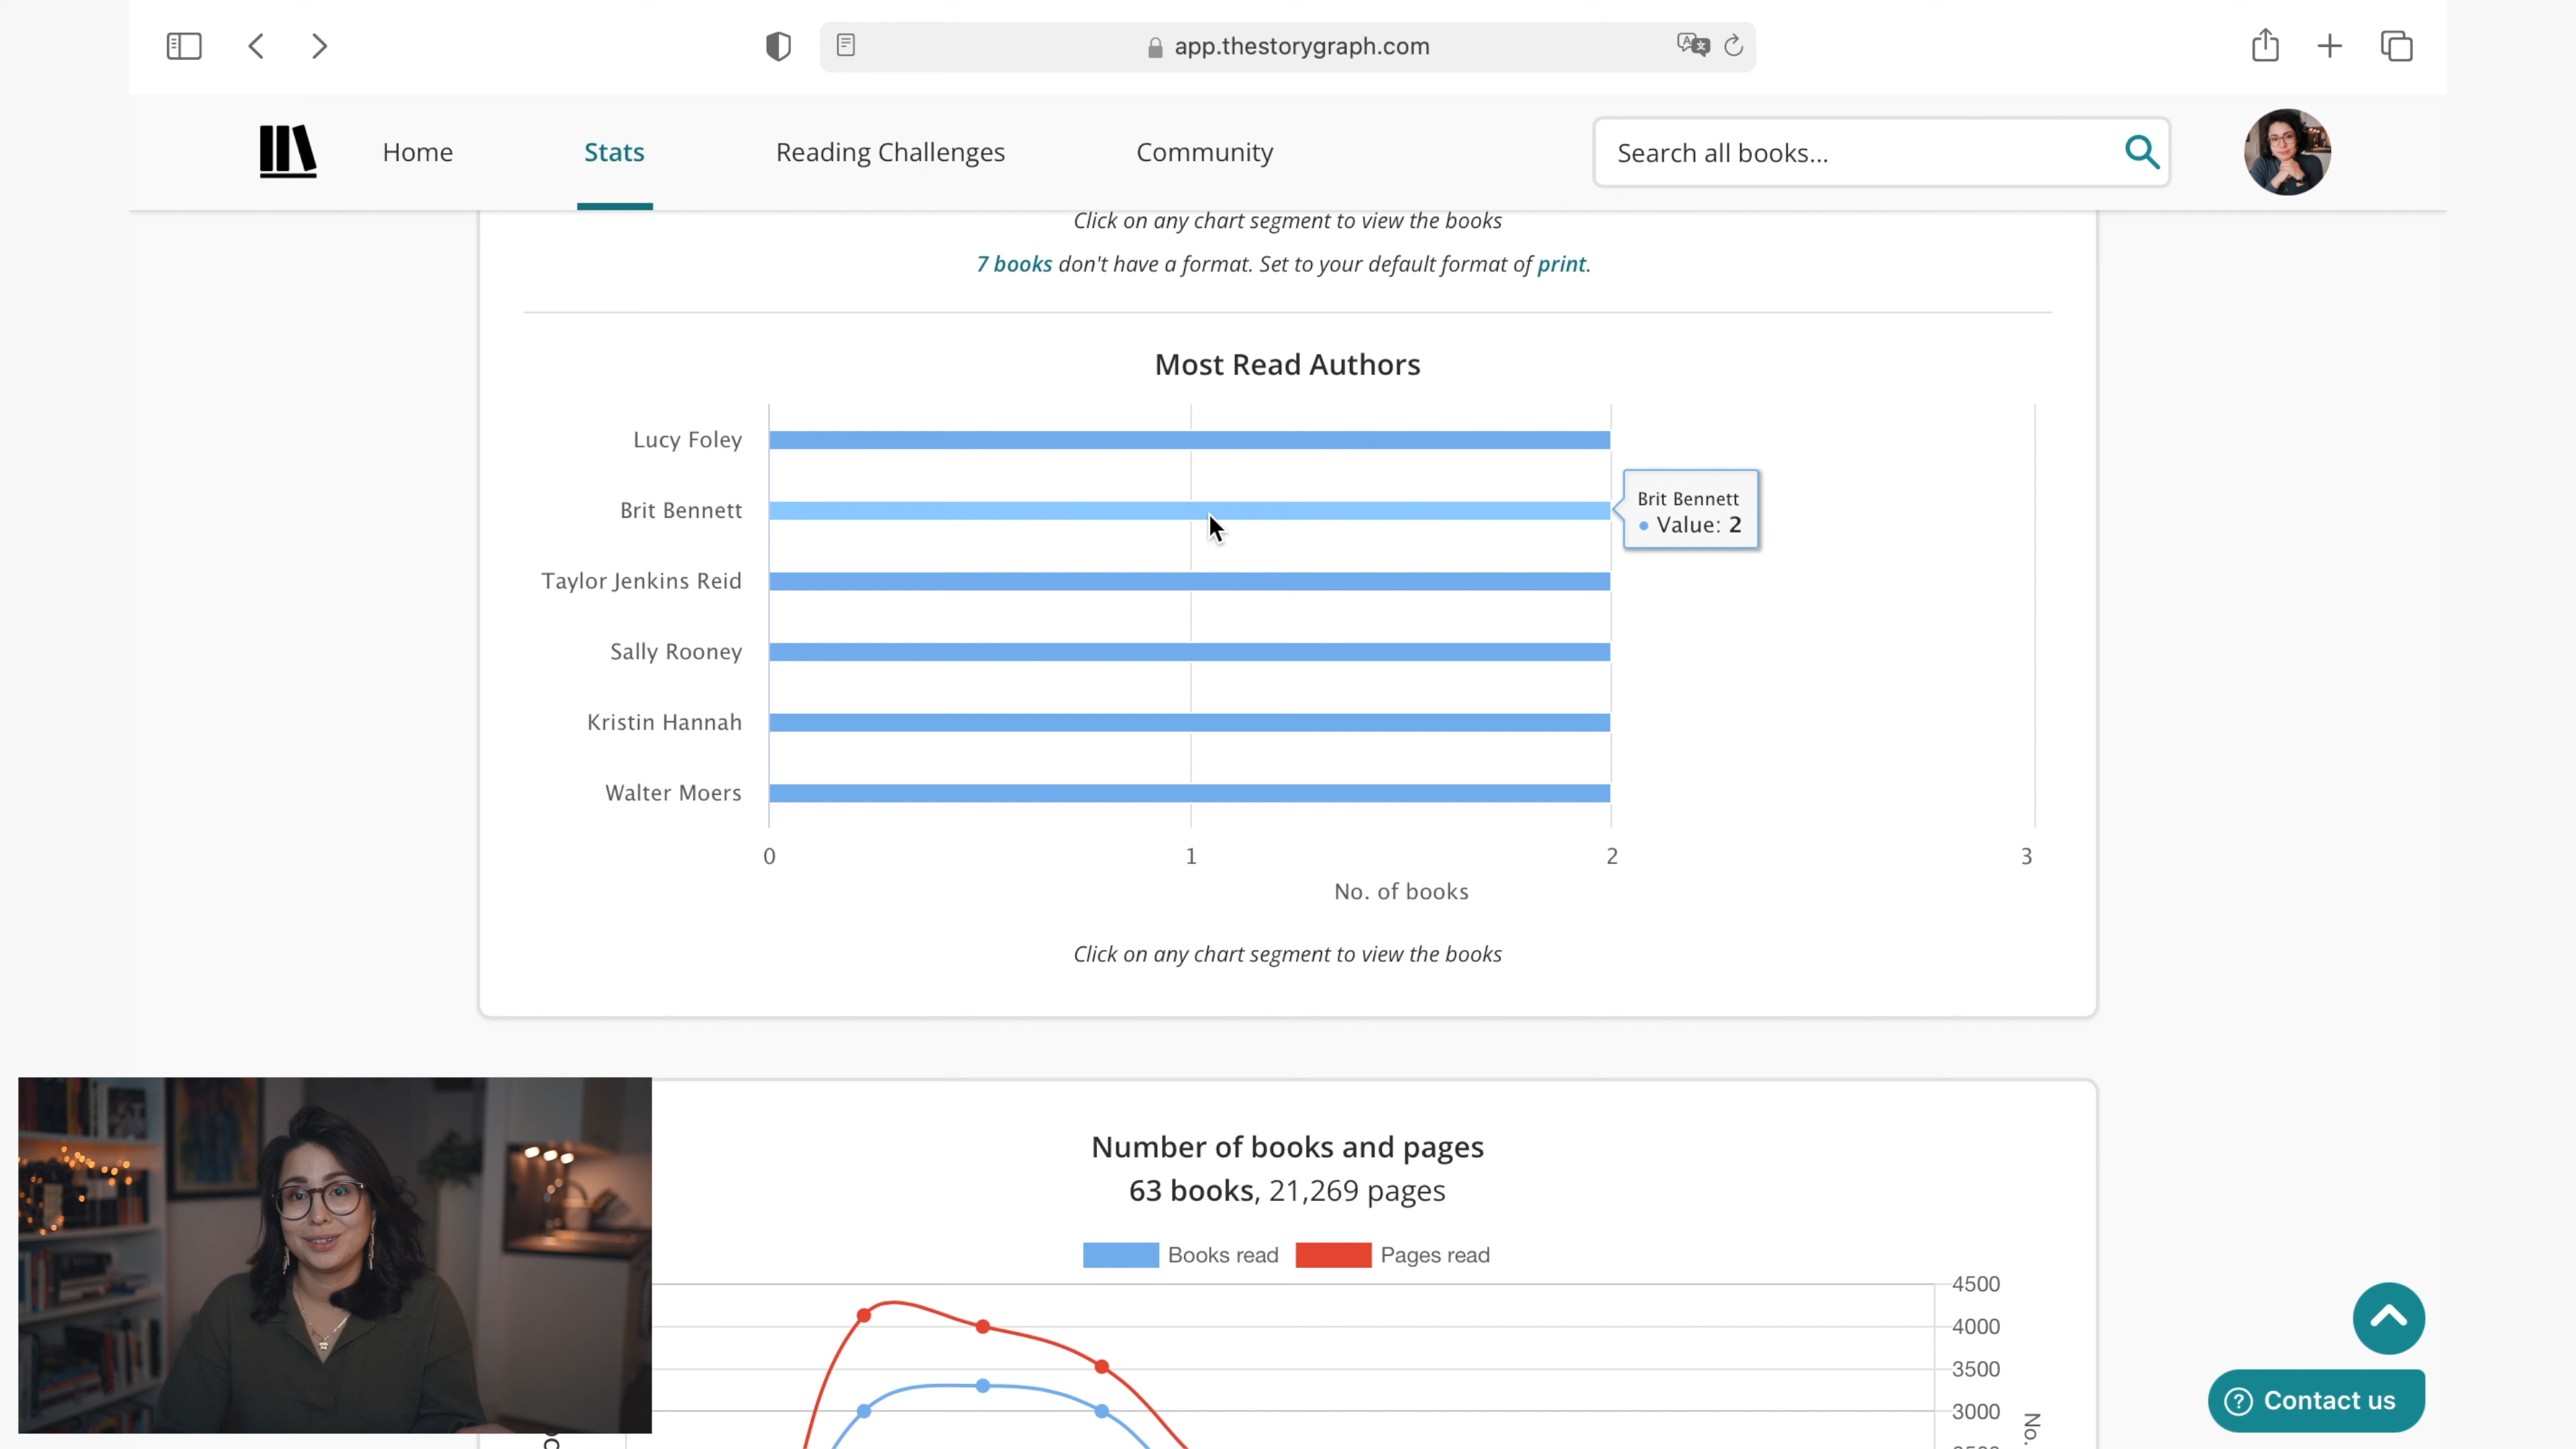 app.thestorygraph.com
Home Stats Reading Challenges Community Search all books...
Click on any chart segment to view the books
7 books don't have a format. Set to your default format of print.
Most Read Authors
Lucy Foley
Brit Bennett
Brit Bennett
• Value: 2
Taylor Jenkins Reid
Sally Rooney
Kristin Hannah
Walter Moers
0 1 2 3
No. of books
Click on any chart segment to view the books
Number of books and pages
63 books, 21,269 pages
Books read Pages read
4500
4000
3500
3000
No.
Contact us